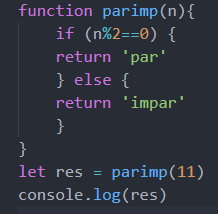 function parimp(n){
    if (n%2==0) {
    return 'par'
    } else {
    return 'impar'
    }
}
let res = parimp(11)
console.log(res)